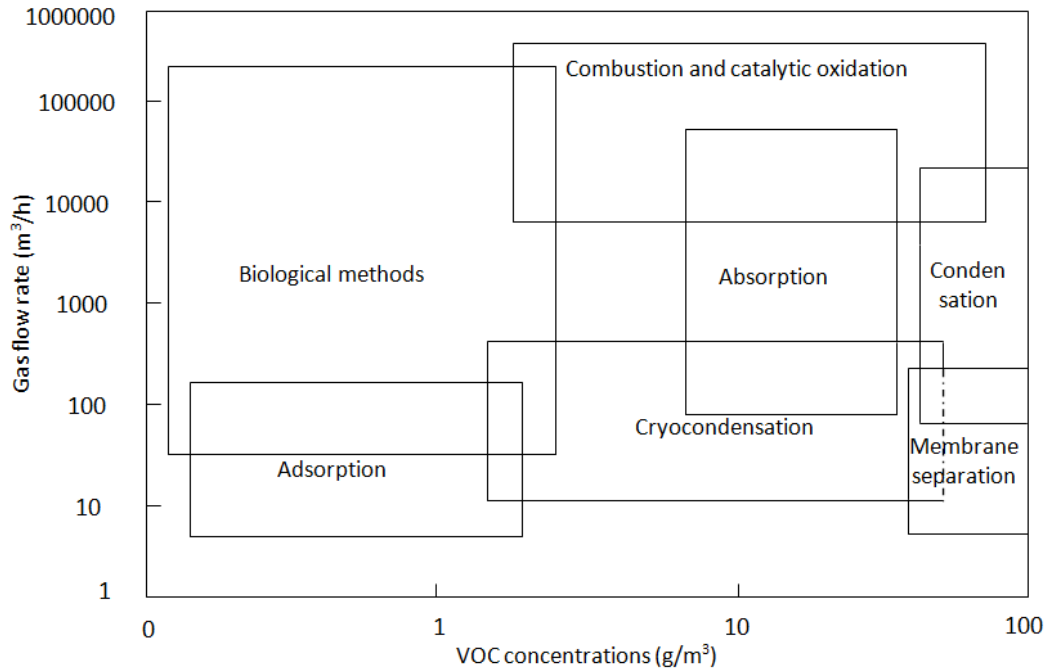 1000000
Combustion and catalytic oxidation
100000
10000
Gas flow rate (m³/h)
Biological methods
Absorption
Conden
sation
1000
100
Cryocondensation
Membrane
separation
Adsorption
10
1
0
1
10
100
VOC concentrations (g/m³)